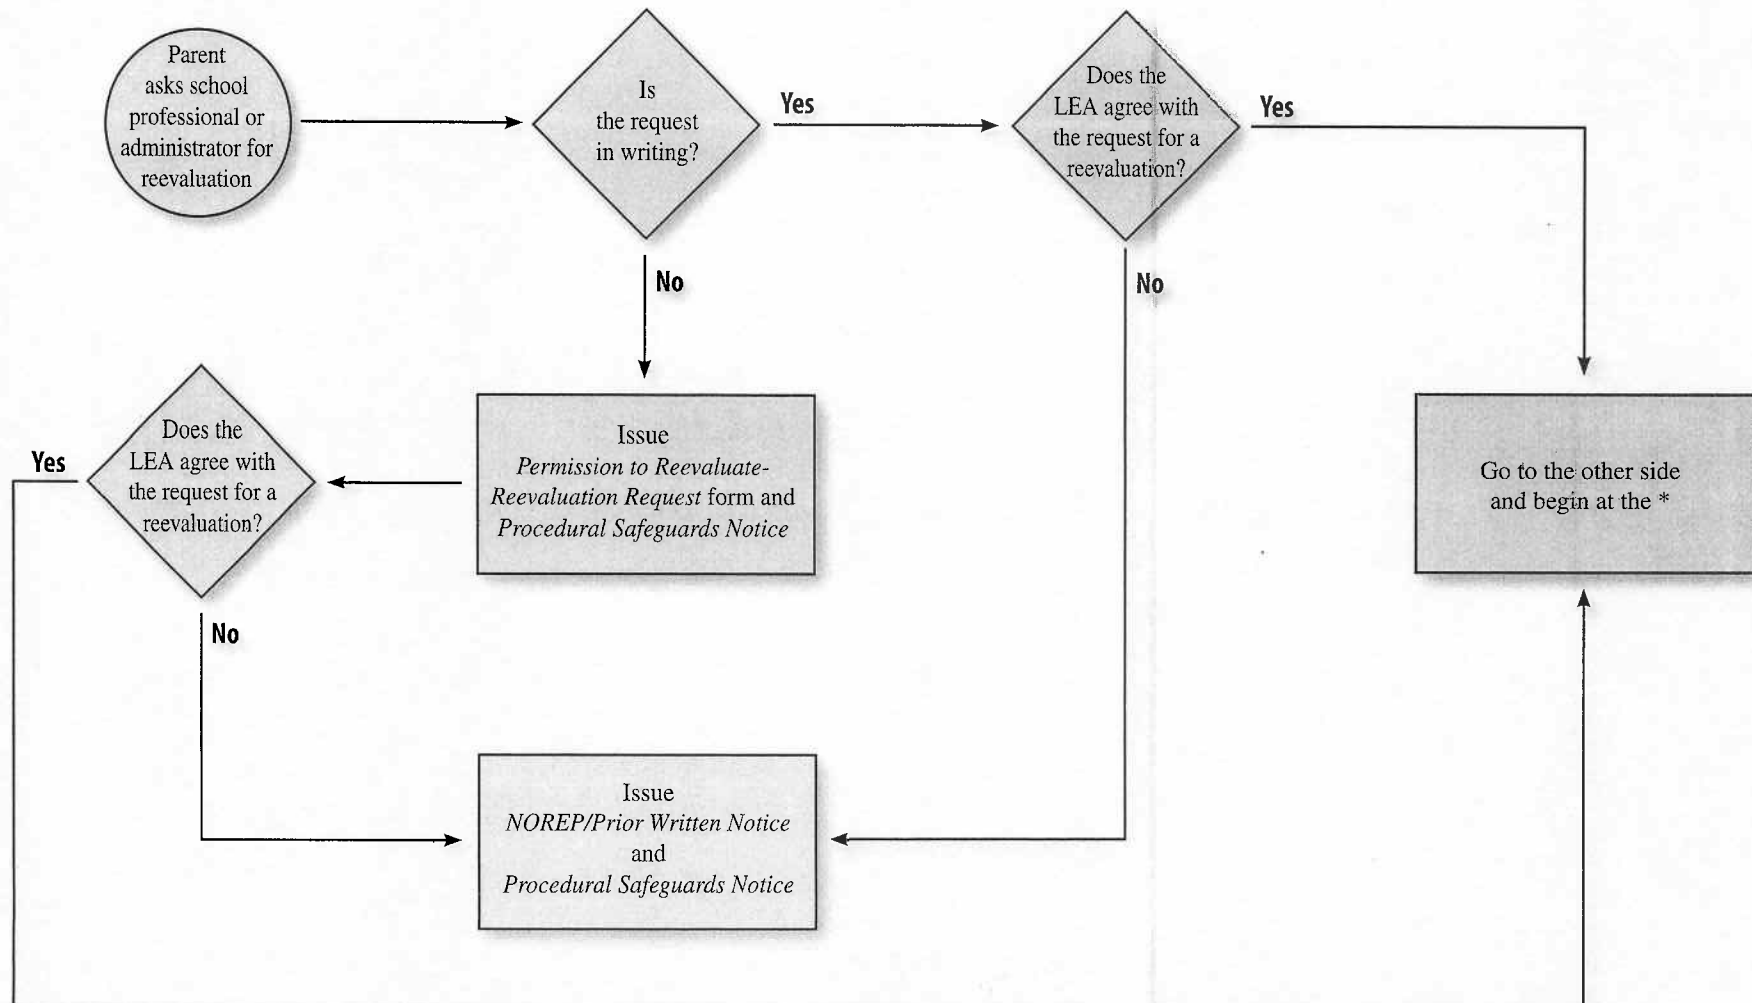 Parent
asks school
professional or
administrator for
reevaluation
Is
the request
in writing?
Yes
Does the
LEA agree with
the request for a
reevaluation?
Yes
No
No
Does the
LEA agree with
the request for a
reevaluation?
Yes
Issue
Permission to Reevaluate-
Reevaluation Request form and
Procedural Safeguards Notice
Go to the other side
and begin at the *
No
Issue
NOREP/Prior Written Notice
and
Procedural Safeguards Notice